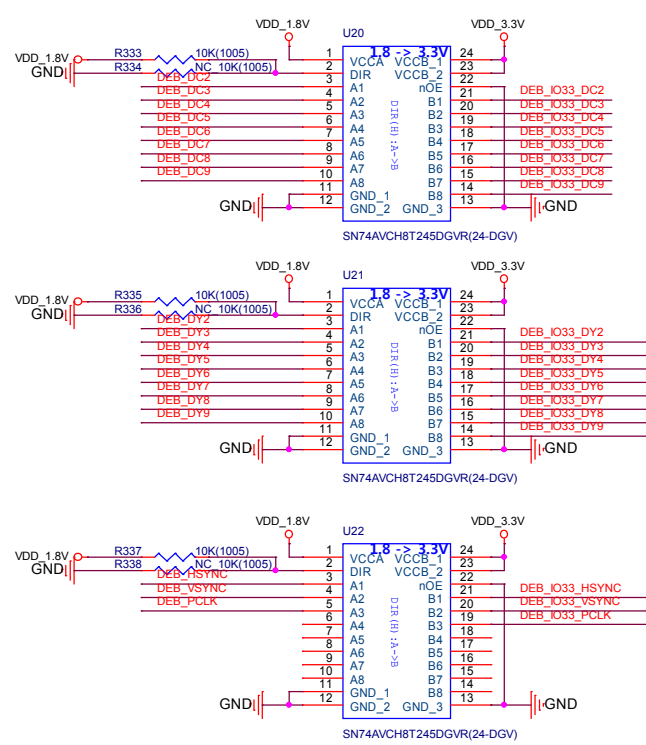 VDD_1.8V U20 VDD_3.3V
VDD_1.8V R333 10K(1005) 1 VCCA 1.8 -> 3.3V VCCB_1 24
GND R334 NC_10K(1005) 2 DIR VCCB_2 23
DEB_DC2 3 A1 nOE 22
DEB_DC3 4 A2 B1 21 DEB_IO33_DC2
DEB_DC4 5 A3 B2 20 DEB_IO33_DC3
DEB_DC5 6 A4 B3 19 DEB_IO33_DC4
DEB_DC6 7 A5 B4 18 DEB_IO33_DC5
DEB_DC7 8 A6 B5 17 DEB_IO33_DC6
DEB_DC8 9 A7 B6 16 DEB_IO33_DC7
DEB_DC9 10 A8 B7 15 DEB_IO33_DC8
11 GND_1 B8 14 DEB_IO33_DC9
GND 12 GND_2 GND_3 13 GND
DIR(H):A->B
SN74AVCH8T245DGVR(24-DGV)
VDD_1.8V U21 VDD_3.3V
VDD_1.8V R335 10K(1005) 1 VCCA 1.8 -> 3.3V VCCB_1 24
GND R336 NC_10K(1005) 2 DIR VCCB_2 23
DEB_DY2 3 A1 nOE 22
DEB_DY3 4 A2 B1 21 DEB_IO33_DY2
DEB_DY4 5 A3 B2 20 DEB_IO33_DY3
DEB_DY5 6 A4 B3 19 DEB_IO33_DY4
DEB_DY6 7 A5 B4 18 DEB_IO33_DY5
DEB_DY7 8 A6 B5 17 DEB_IO33_DY6
DEB_DY8 9 A7 B6 16 DEB_IO33_DY7
DEB_DY9 10 A8 B7 15 DEB_IO33_DY8
11 GND_1 B8 14 DEB_IO33_DY9
GND 12 GND_2 GND_3 13 GND
DIR(H):A->B
SN74AVCH8T245DGVR(24-DGV)
VDD_1.8V U22 VDD_3.3V
VDD_1.8V R337 10K(1005) 1 VCCA 1.8 -> 3.3V VCCB_1 24
GND R338 NC_10K(1005) 2 DIR VCCB_2 23
DEB_HSYNC 3 A1 nOE 22
DEB_VSYNC 4 A2 B1 21 DEB_IO33_HSYNC
DEB_PCLK 5 A3 B2 20 DEB_IO33_VSYNC
6 A4 B3 19 DEB_IO33_PCLK
7 A5 B4 18
8 A6 B5 17
9 A7 B6 16
10 A8 B7 15
11 GND_1 B8 14
GND 12 GND_2 GND_3 13 GND
DIR(H):A->B
SN74AVCH8T245DGVR(24-DGV)